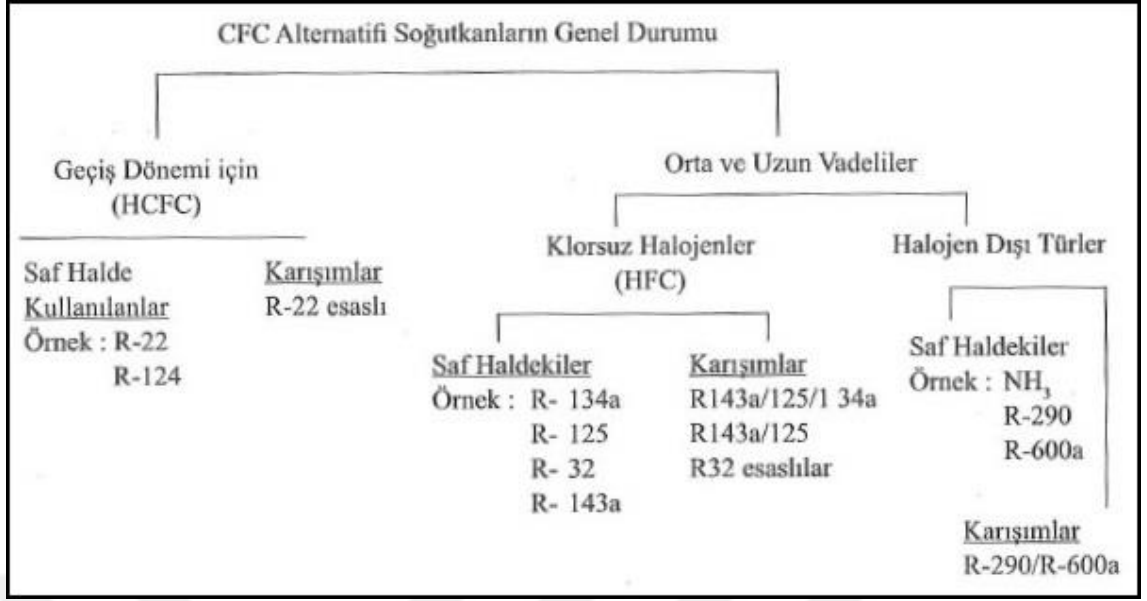 CFC Alternatifi Soğutkanların Genel Durumu
Geçiş Dönemi için
(HCFC)
Saf Halde
Kullanılanlar
Örnek : R-22
R-124
Karışımlar
R-22 esaslı
Orta ve Uzun Vadeliler
Klorsuz Halojenler
(HFC)
Saf Haldekiler
Örnek : R- 134a
R- 125
R- 32
R- 143a
Karışımlar
R143a/125/1 34a
R143a/125
R32 esaslılar
Halojen Dışı Türler
Saf Haldekiler
Örnek : NH₃
R-290
R-600a
Karışımlar
R-290/R-600a